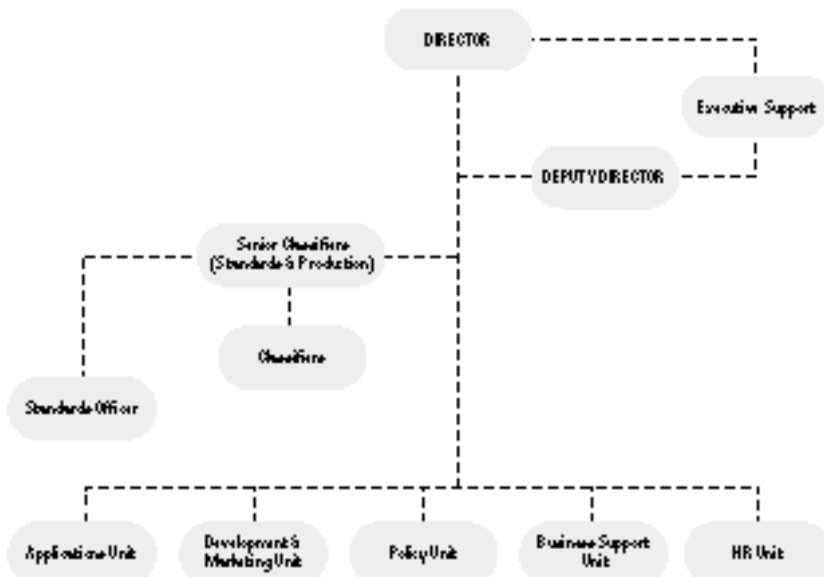 DIRECTOR
Executive Support
DEPUTY DIRECTOR
Senior Classifiers
(Standards & Production)
Classifiers
Standards Officer
Applications Unit
Development &
Marketing Unit
Policy Unit
Business Support
Unit
HR Unit